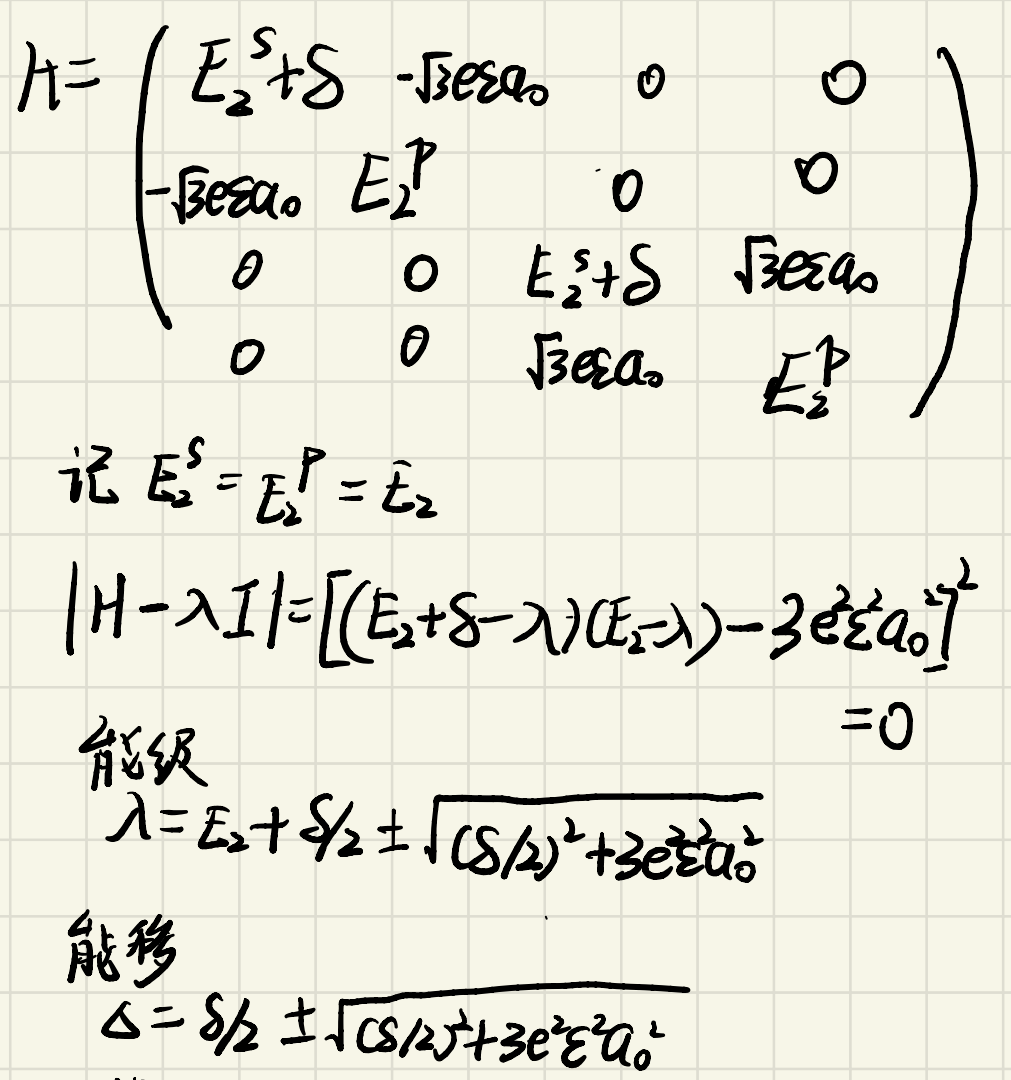 H= ( E₂ˢ+δ -√3eεa₀ 0 0
-√3eεa₀ E₂ᵖ 0 0
0 0 E₂ˢ+δ √3eεa₀
0 0 √3eεa₀ E₂ᵖ )
记 E₂ˢ = E₂ᵖ = E₂
|H-λI|=[(E₂+δ-λ)(E₂-λ)-3e²ε²a₀²]²
=0
能级
λ=E₂+δ/2±√((δ/2)²+3e²ε²a₀²)
能移
Δ=δ/2±√((δ/2)²+3e²ε²a₀²)